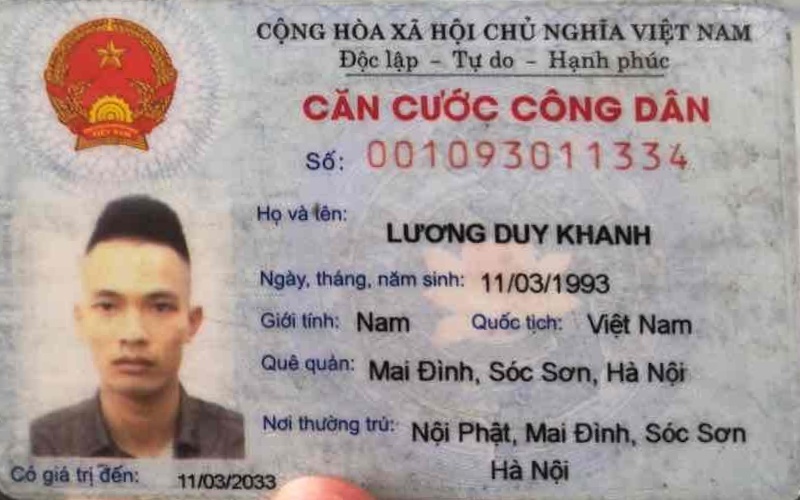 CỘNG HÒA XÃ HỘI CHỦ NGHĨA VIỆT NAM
Độc lập - Tự do - Hạnh phúc
CĂN CƯỚC CÔNG DÂN
Số: 001093011334
Họ và tên:
LƯƠNG DUY KHANH
Ngày, tháng, năm sinh: 11/03/1993
Giới tính: Nam Quốc tịch: Việt Nam
Quê quán: Mai Đình, Sóc Sơn, Hà Nội
Nơi thường trú: Nội Phật, Mai Đình, Sóc Sơn
Hà Nội
Có giá trị đến: 11/03/2033
VIỆT NAM